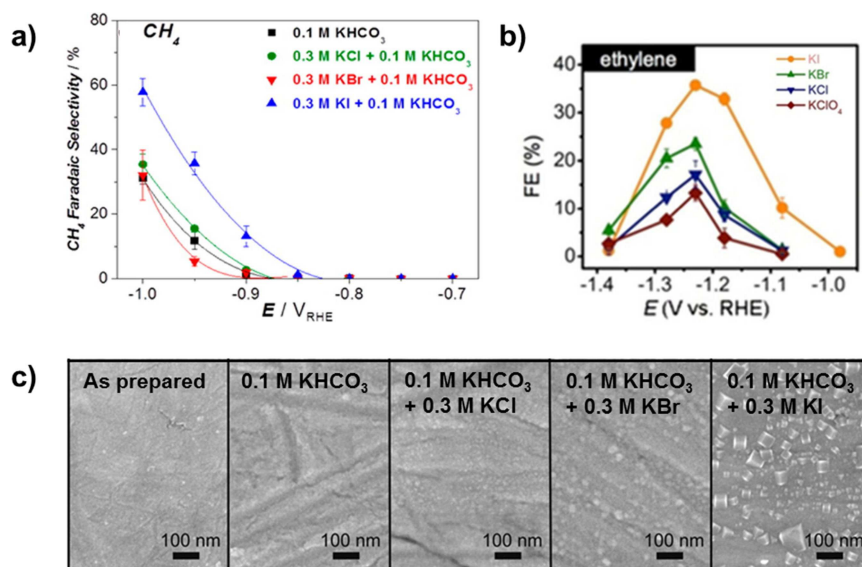 a)
CH₄
0.1 M KHCO₃
0.3 M KCl + 0.1 M KHCO₃
0.3 M KBr + 0.1 M KHCO₃
0.3 M KI + 0.1 M KHCO₃
CH₄ Faradaic Selectivity / %
80
60
40
20
0
-1.0 -0.9 -0.8 -0.7
E / V_RHE
b)
ethylene
KI
KBr
KCl
KClO₄
FE (%)
40
30
20
10
0
-1.4 -1.3 -1.2 -1.1 -1.0
E (V vs. RHE)
c)
As prepared
100 nm
0.1 M KHCO₃
100 nm
0.1 M KHCO₃
+ 0.3 M KCl
100 nm
0.1 M KHCO₃
+ 0.3 M KBr
100 nm
0.1 M KHCO₃
+ 0.3 M KI
100 nm